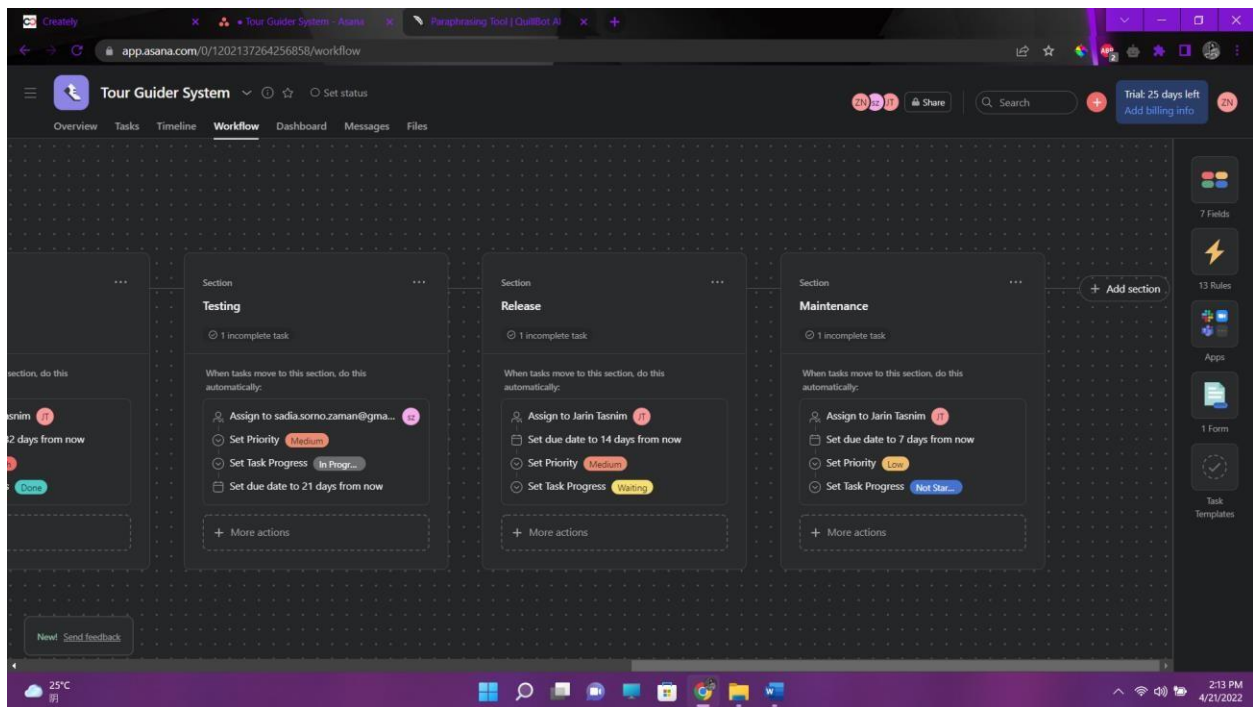 Creately
• Tour Guider System - Asana
Paraphrasing Tool | QuillBot AI
app.asana.com/0/1202137264256858/workflow
Tour Guider System
Set status
ZN
sz
JT
Share
Search
Trial: 25 days left
Add billing info
ZN
Overview Tasks Timeline Workflow Dashboard Messages Files
7 Fields
13 Rules
Apps
1 Form
Task
Templates
section, do this
asnim JT
days from now
Done
Section
Testing
1 incomplete task
When tasks move to this section, do this
automatically:
Assign to sadia.sorno.zaman@gma... sz
Set Priority Medium
Set Task Progress In Progr...
Set due date to 21 days from now
+ More actions
Section
Release
1 incomplete task
When tasks move to this section, do this
automatically:
Assign to Jarin Tasnim JT
Set due date to 14 days from now
Set Priority Medium
Set Task Progress Waiting
+ More actions
Section
Maintenance
1 incomplete task
When tasks move to this section, do this
automatically:
Assign to Jarin Tasnim JT
Set due date to 7 days from now
Set Priority Low
Set Task Progress Not Star...
+ More actions
+ Add section
New! Send feedback
25°C
阴
2:13 PM
4/21/2022